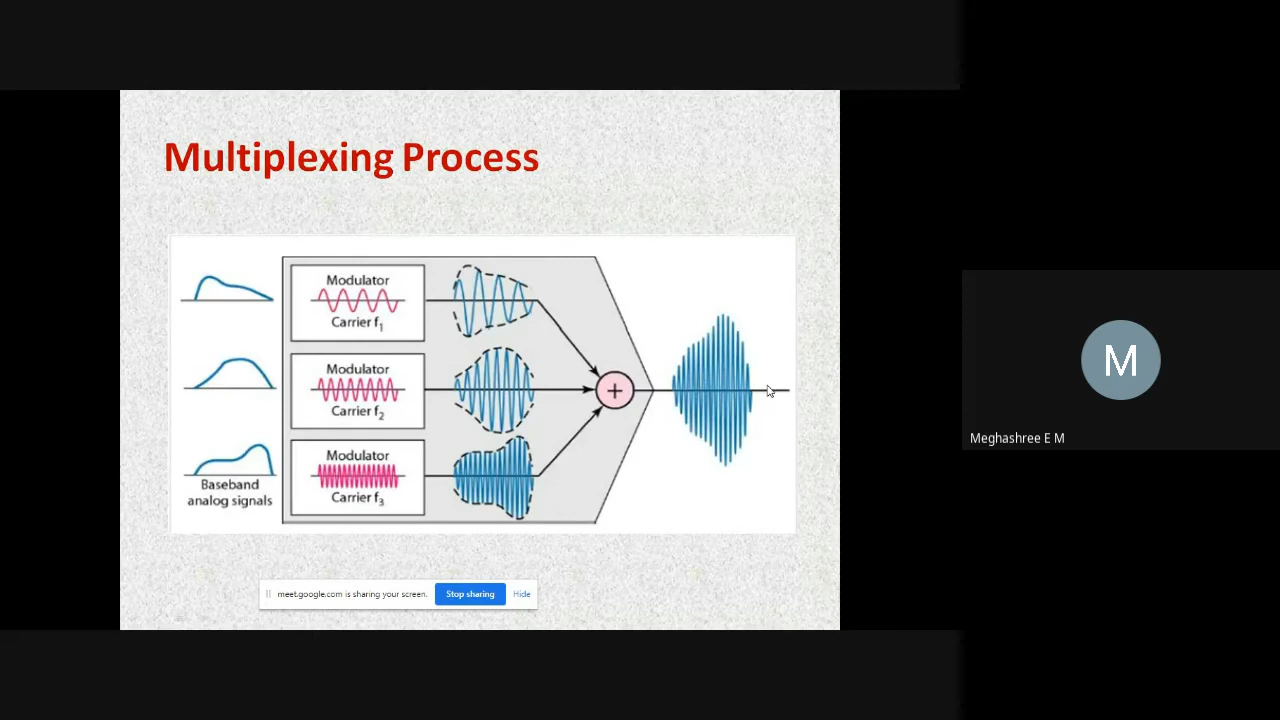 Multiplexing Process
Modulator
Carrier f1
Modulator
Carrier f2
Modulator
Carrier f3
Baseband
analog signals
+
M
Meghashree E M
meet.google.com is sharing your screen.
Stop sharing
Hide